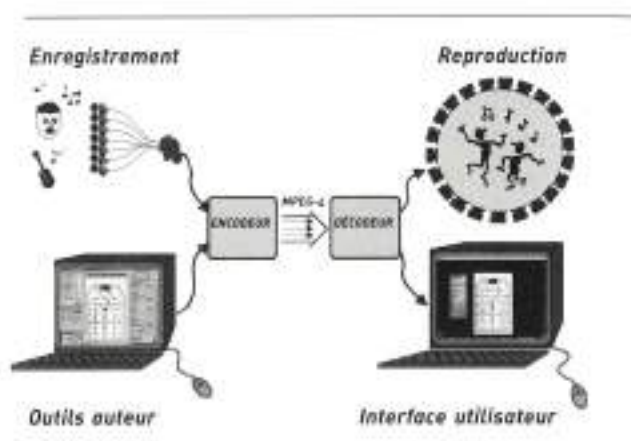 Enregistrement
Reproduction
ENCODEUR
MPEG-4
DÉCODEUR
Outils auteur
Interface utilisateur